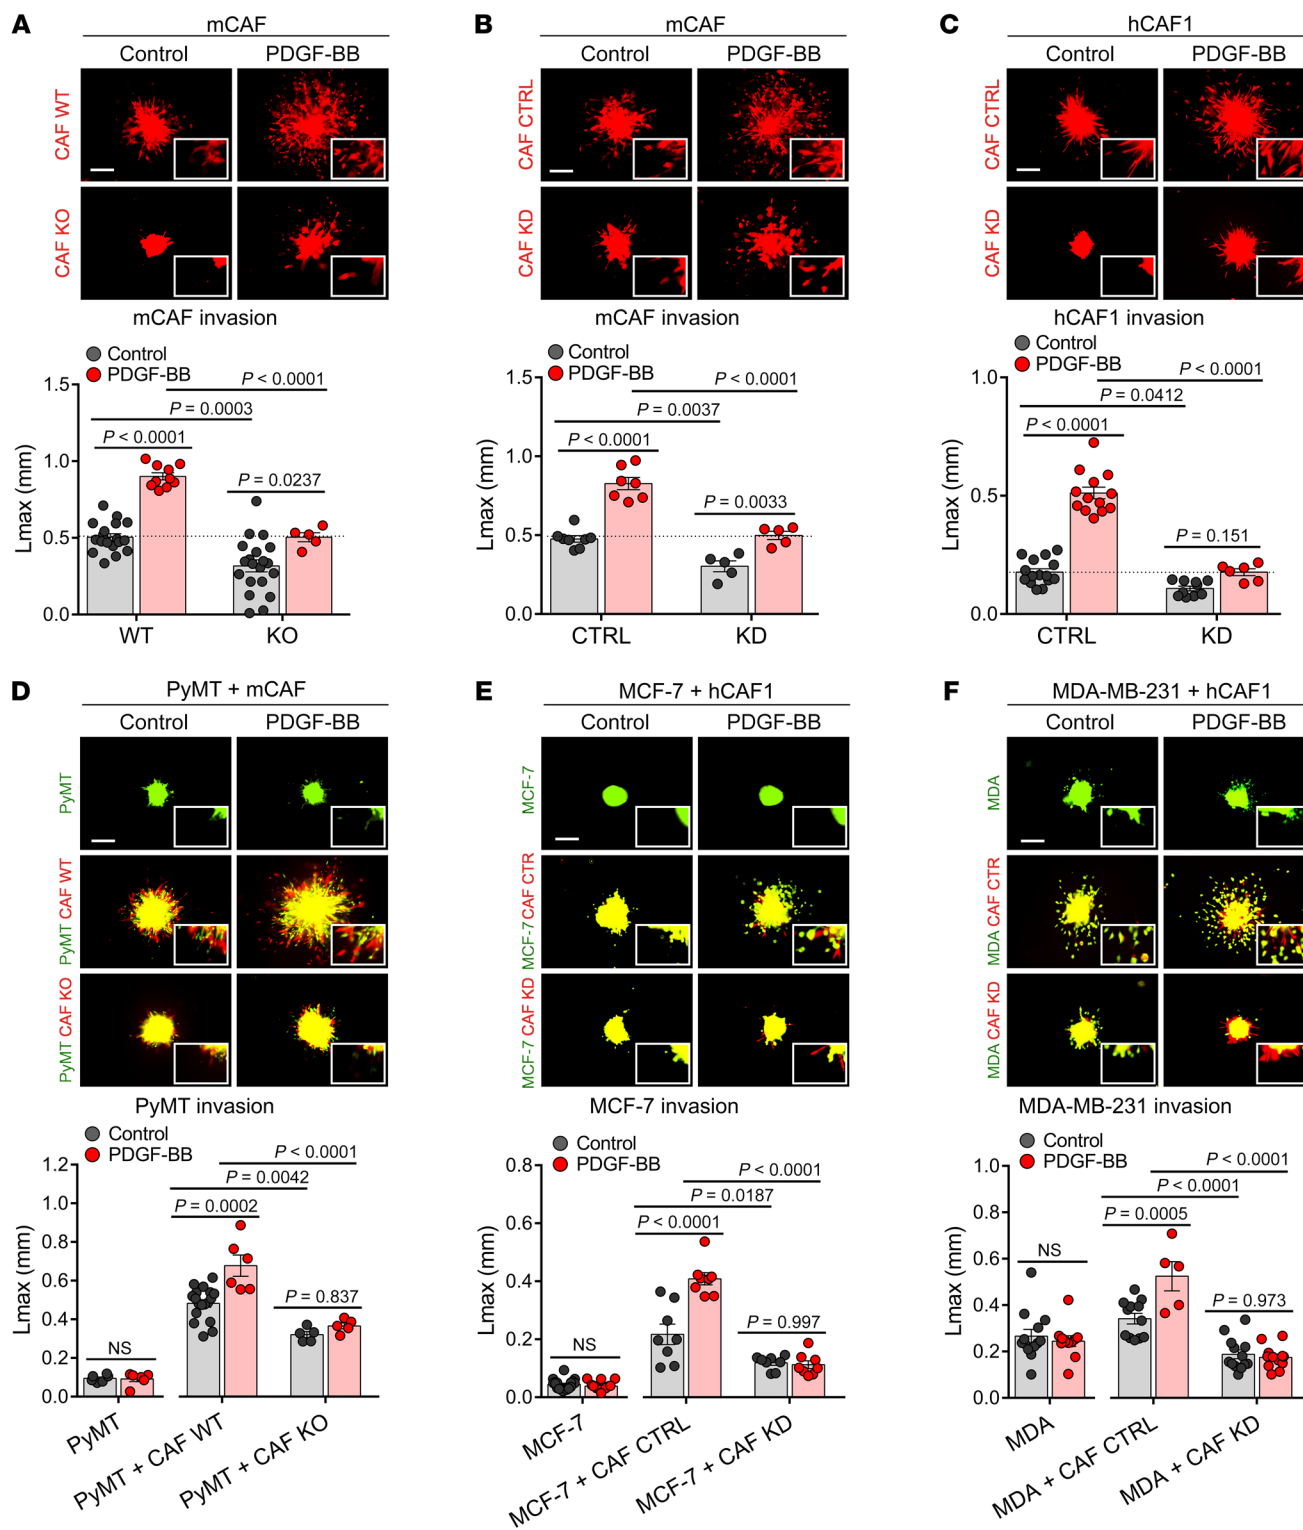 A
mCAF
Control PDGF-BB
CAF WT
CAF KO
mCAF invasion
Control
PDGF-BB
P < 0.0001
P = 0.0003
P < 0.0001
P = 0.0237
Lmax (mm)
1.5
1.0
0.5
0.0
WT KO
B
mCAF
Control PDGF-BB
CAF CTRL
CAF KD
mCAF invasion
Control
PDGF-BB
P < 0.0001
P = 0.0037
P < 0.0001
P = 0.0033
Lmax (mm)
1.5
1.0
0.5
0.0
CTRL KD
C
hCAF1
Control PDGF-BB
CAF CTRL
CAF KD
hCAF1 invasion
Control
PDGF-BB
P < 0.0001
P = 0.0412
P < 0.0001
P = 0.151
Lmax (mm)
1.0
0.5
0.0
CTRL KD
D
PyMT + mCAF
Control PDGF-BB
PyMT
PyMT CAF WT
PyMT CAF KO
PyMT invasion
Control
PDGF-BB
P < 0.0001
P = 0.0042
P = 0.0002
P = 0.837
NS
Lmax (mm)
1.2
1.0
0.8
0.6
0.4
0.2
0.0
PyMT
PyMT + CAF WT
PyMT + CAF KO
E
MCF-7 + hCAF1
Control PDGF-BB
MCF-7
MCF-7 CAF CTR
MCF-7 CAF KD
MCF-7 invasion
Control
PDGF-BB
P < 0.0001
P = 0.0187
P < 0.0001
P = 0.997
NS
Lmax (mm)
0.8
0.6
0.4
0.2
0.0
MCF-7
MCF-7 + CAF CTRL
MCF-7 + CAF KD
F
MDA-MB-231 + hCAF1
Control PDGF-BB
MDA
MDA CAF CTR
MDA CAF KD
MDA-MB-231 invasion
Control
PDGF-BB
P < 0.0001
P < 0.0001
P = 0.0005
P = 0.973
NS
Lmax (mm)
1.0
0.8
0.6
0.4
0.2
0.0
MDA
MDA + CAF CTRL
MDA + CAF KD